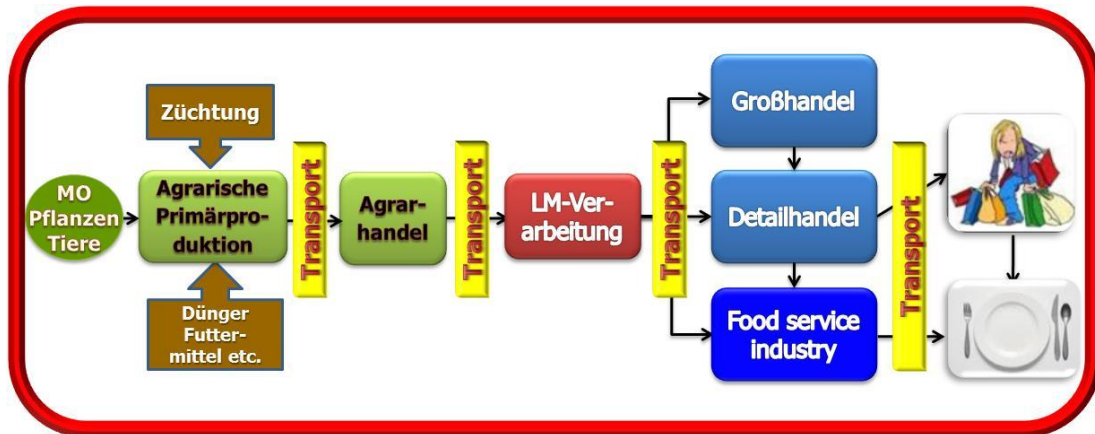 Züchtung
MO
Pflanzen
Tiere
Agrarische
Primärpro-
duktion
Dünger
Futter-
mittel etc.
Transport
Agrar-
handel
Transport
LM-Ver-
arbeitung
Transport
Großhandel
Detailhandel
Food service
industry
Transport